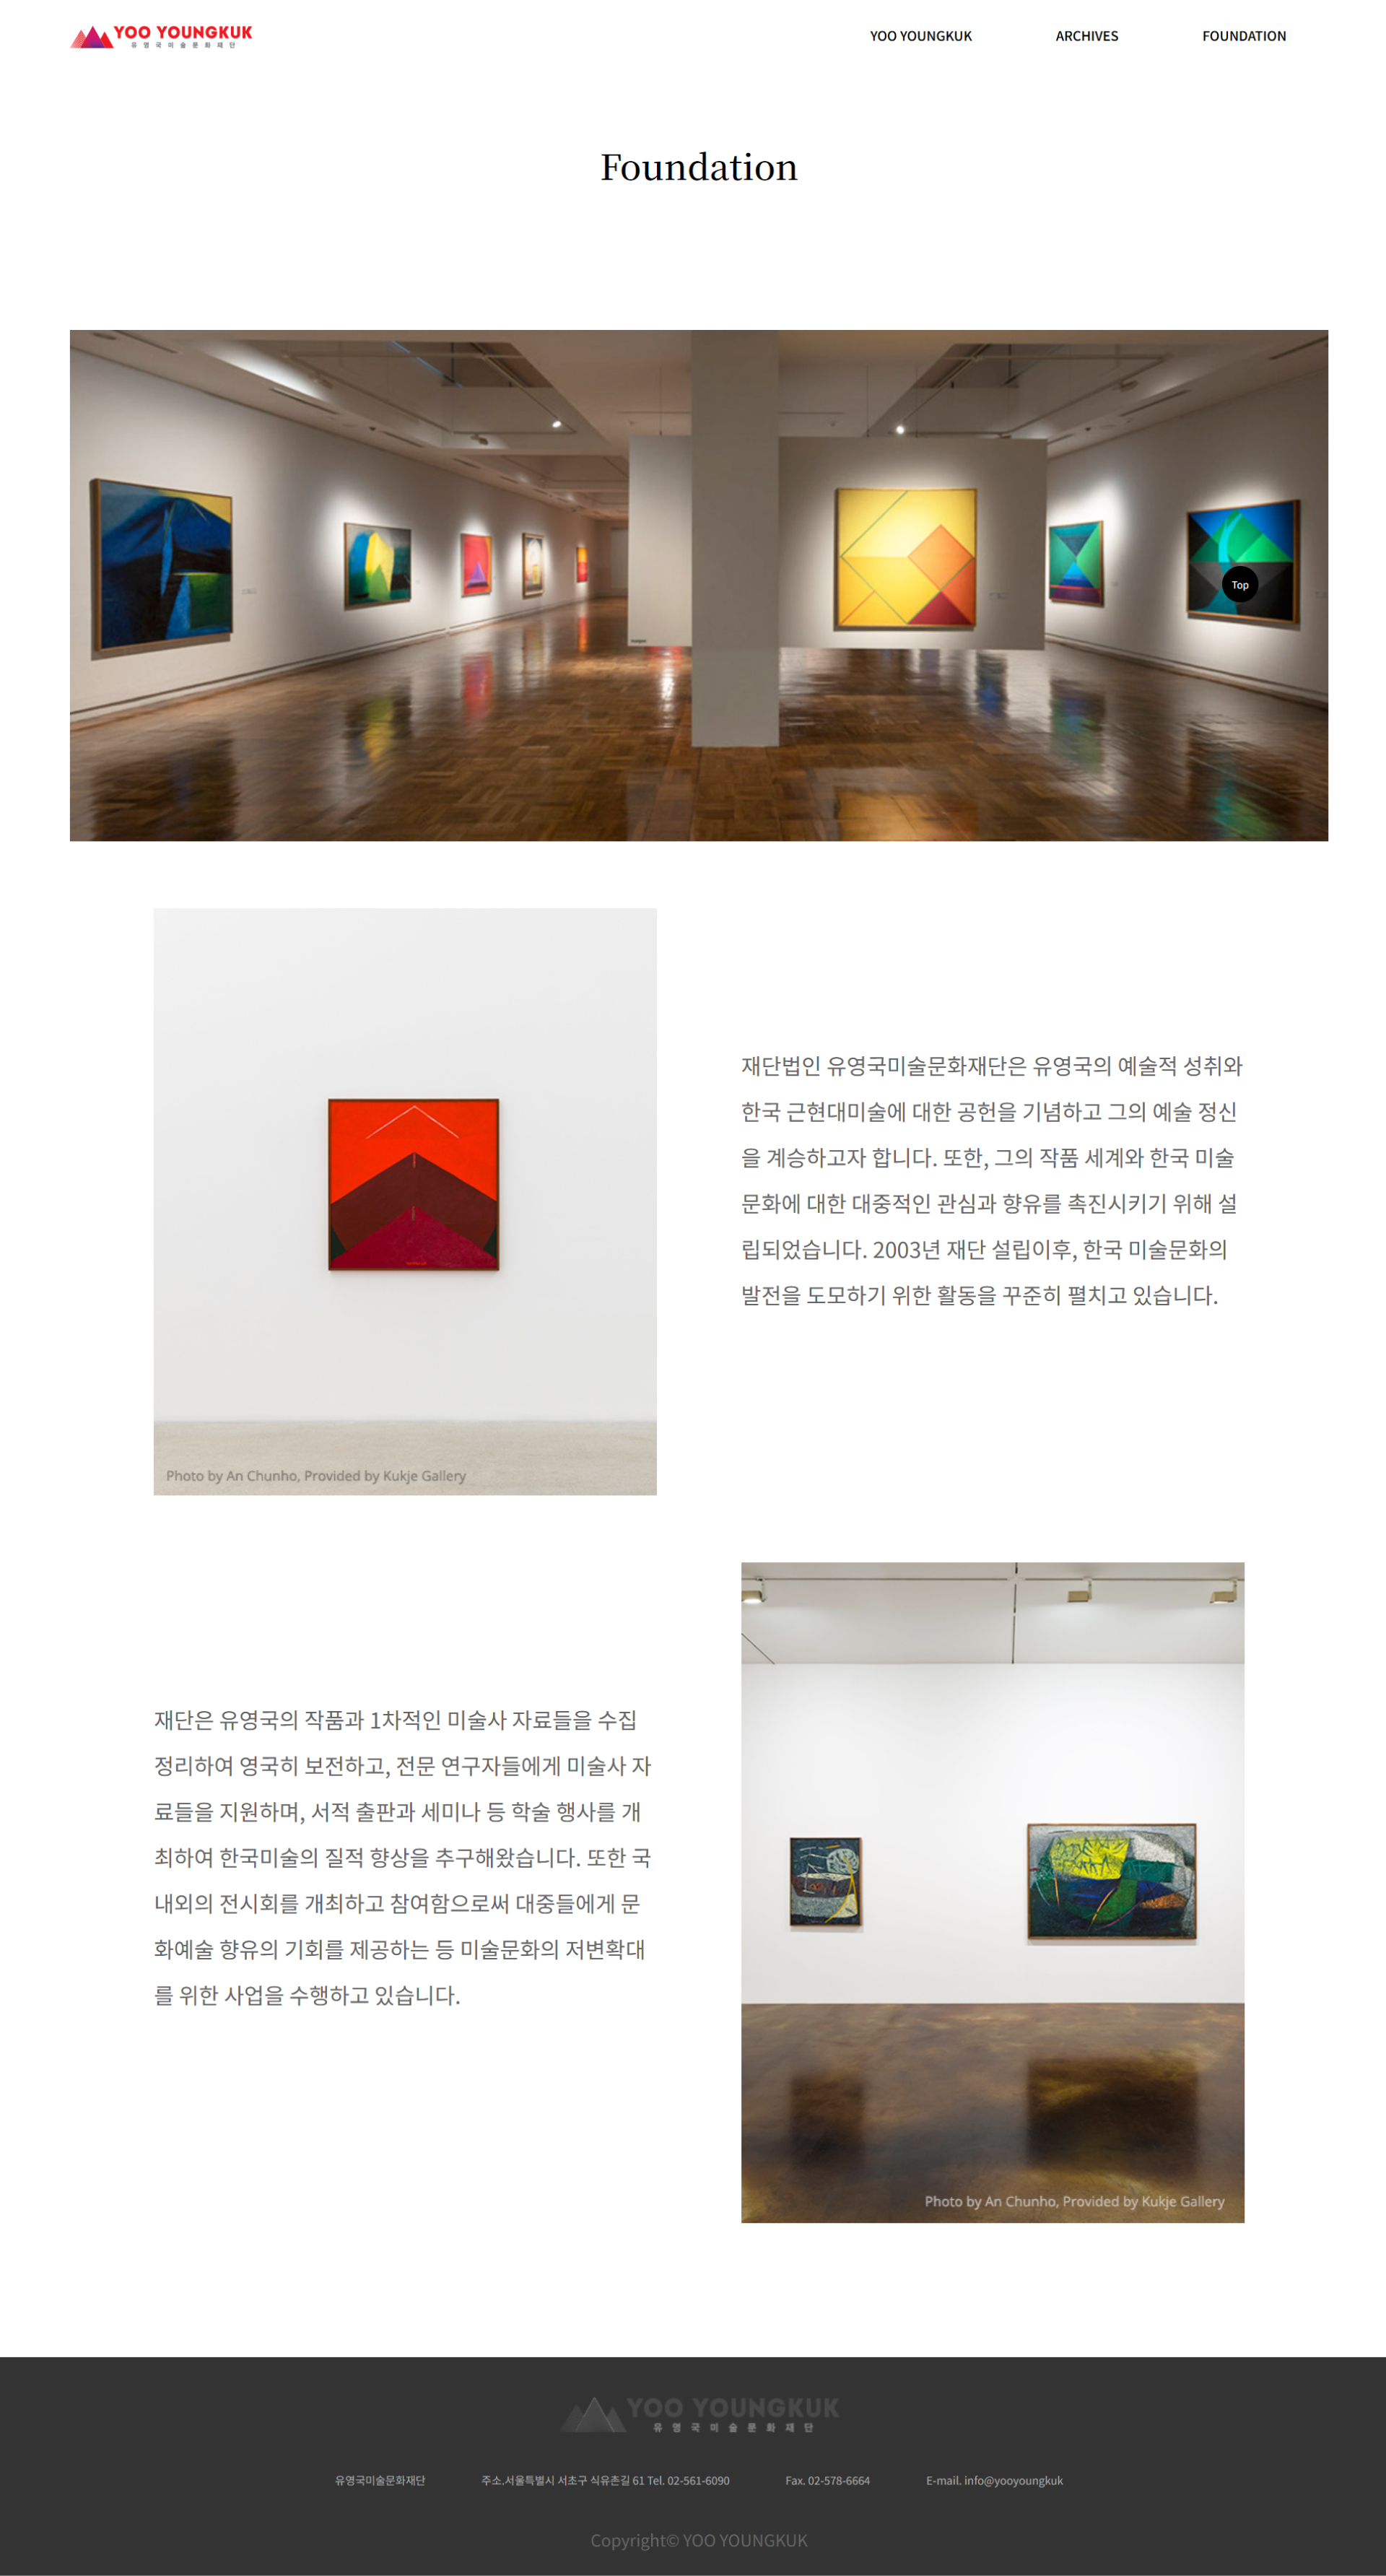 YOO YOUNGKUK
유영국미술문화재단
YOO YOUNGKUK
ARCHIVES
FOUNDATION
Foundation
Top
재단법인 유영국미술문화재단은 유영국의 예술적 성취와
한국 근현대미술에 대한 공헌을 기념하고 그의 예술 정신
을 계승하고자 합니다. 또한, 그의 작품 세계와 한국 미술
문화에 대한 대중적인 관심과 향유를 촉진시키기 위해 설
립되었습니다. 2003년 재단 설립이후, 한국 미술문화의
발전을 도모하기 위한 활동을 꾸준히 펼치고 있습니다.
Photo by An Chunho, Provided by Kukje Gallery
재단은 유영국의 작품과 1차적인 미술사 자료들을 수집
정리하여 영국히 보전하고, 전문 연구자들에게 미술사 자
료들을 지원하며, 서적 출판과 세미나 등 학술 행사를 개
최하여 한국미술의 질적 향상을 추구해왔습니다. 또한 국
내외의 전시회를 개최하고 참여함으로써 대중들에게 문
화예술 향유의 기회를 제공하는 등 미술문화의 저변확대
를 위한 사업을 수행하고 있습니다.
Photo by An Chunho, Provided by Kukje Gallery
YOO YOUNGKUK
유영국미술문화재단
유영국미술문화재단
주소.서울특별시 서초구 식유촌길 61 Tel. 02-561-6090
Fax. 02-578-6664
E-mail. info@yooyoungkuk
Copyright© YOO YOUNGKUK